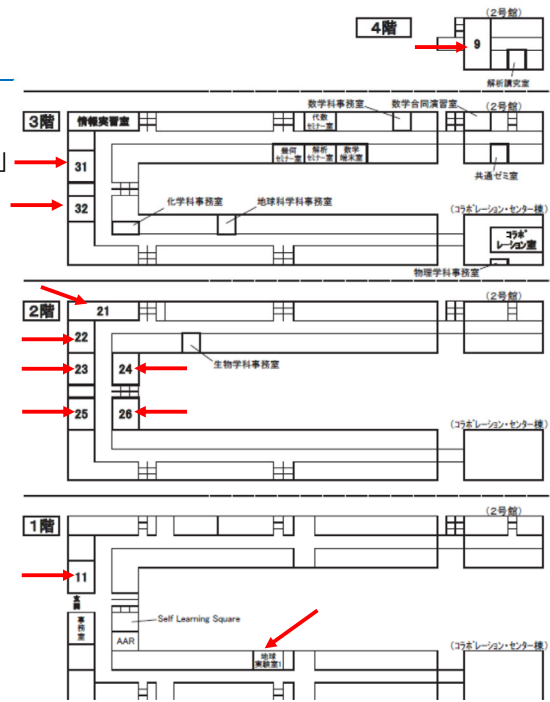 (2号館)
4階
9
解析講究室
数学科事務室
数学合同演習室
(2号館)
3階
情報実習室
代数
セミナー室
幾何
セミナー室
解析
セミナー室
数学
端末室
」
31
共通ゼミ室
32
化学科事務室
地球科学科事務室
(コラボレーション・センター棟)
コラボ
レーション室
物理学科事務室
(2号館)
2階
21
22
生物学科事務室
23
24
25
26
(コラボレーション・センター棟)
(2号館)
1階
11
玄関
事務室
Self Learning Square
AAR
地球
実験室1
(コラボレーション・センター棟)